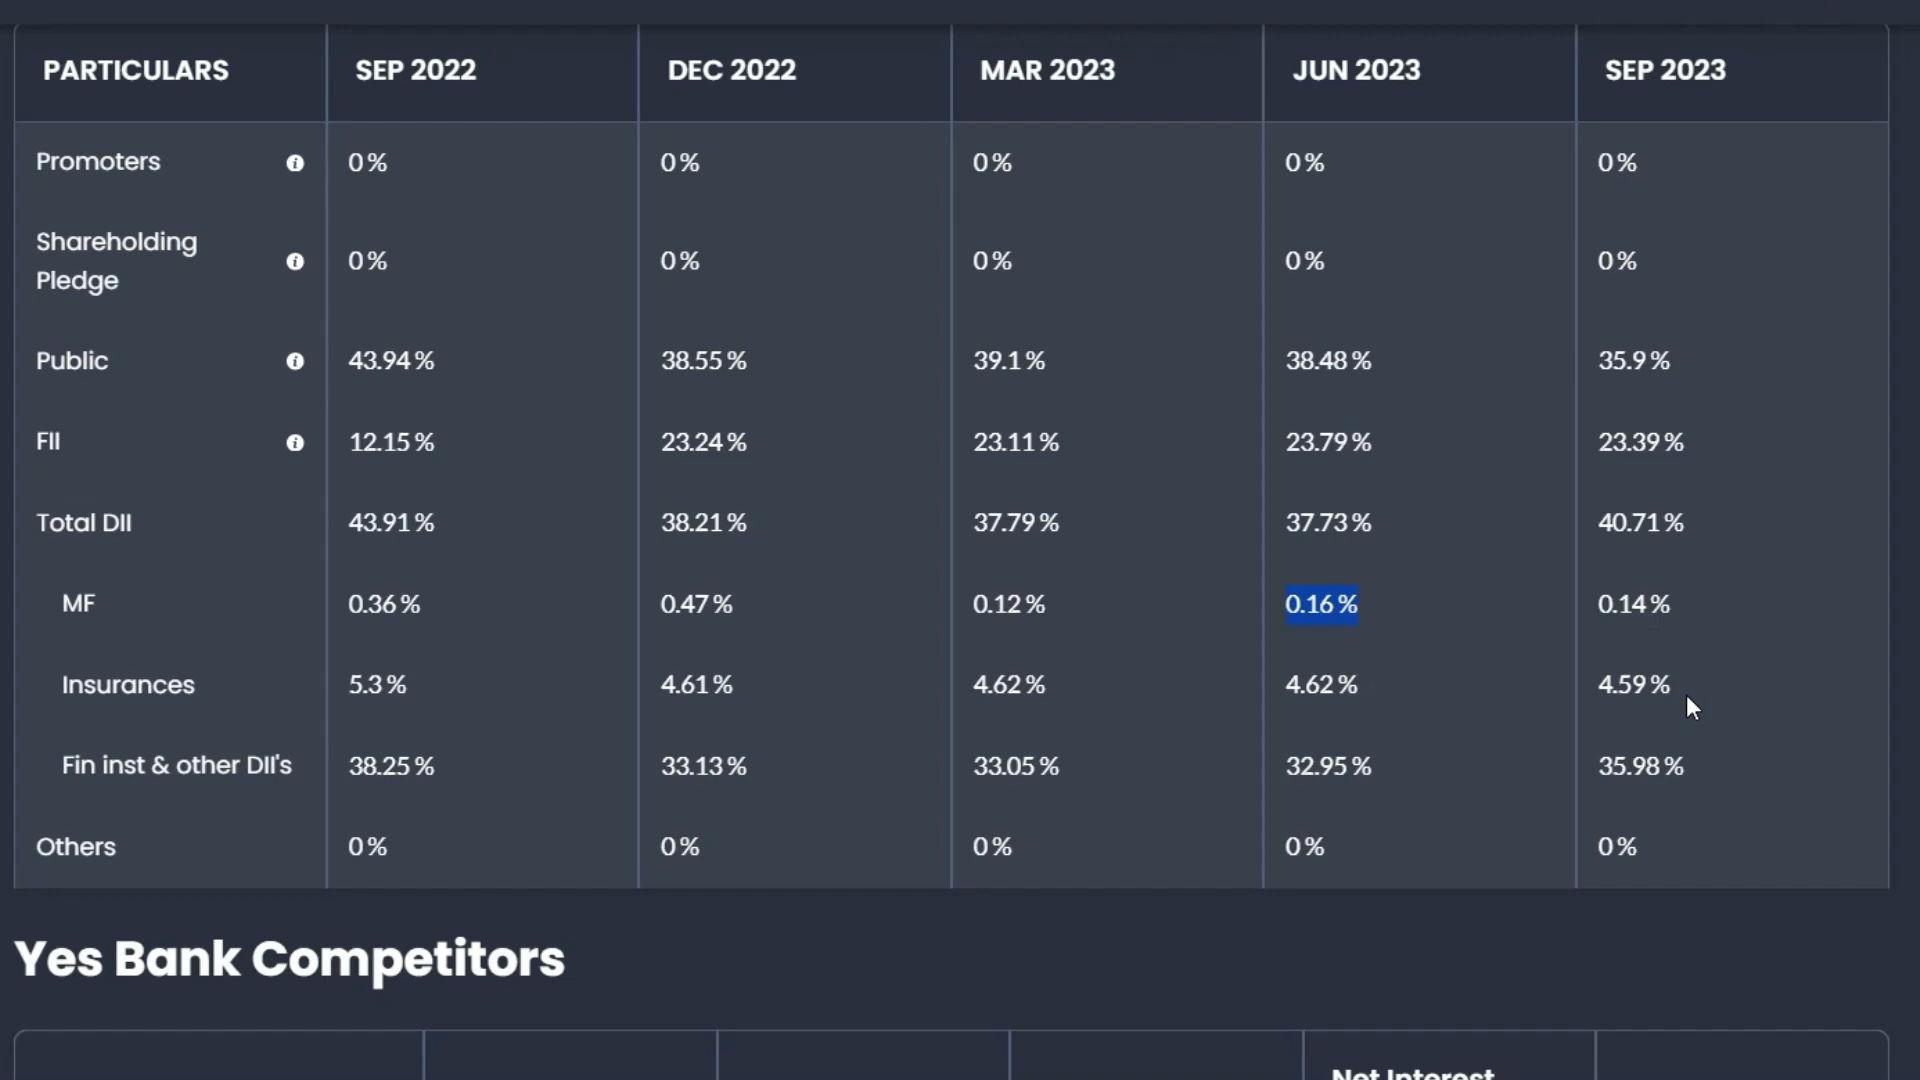 PARTICULARS SEP 2022 DEC 2022 MAR 2023 JUN 2023 SEP 2023
Promoters 0 % 0 % 0 % 0 % 0 %
Shareholding
Pledge 0 % 0 % 0 % 0 % 0 %
Public 43.94 % 38.55 % 39.1 % 38.48 % 35.9 %
FII 12.15 % 23.24 % 23.11 % 23.79 % 23.39 %
Total DII 43.91 % 38.21 % 37.79 % 37.73 % 40.71 %
MF 0.36 % 0.47 % 0.12 % 0.16 % 0.14 %
Insurances 5.3 % 4.61 % 4.62 % 4.62 % 4.59 %
Fin inst & other DII's 38.25 % 33.13 % 33.05 % 32.95 % 35.98 %
Others 0 % 0 % 0 % 0 % 0 %
Yes Bank Competitors
Net Interest